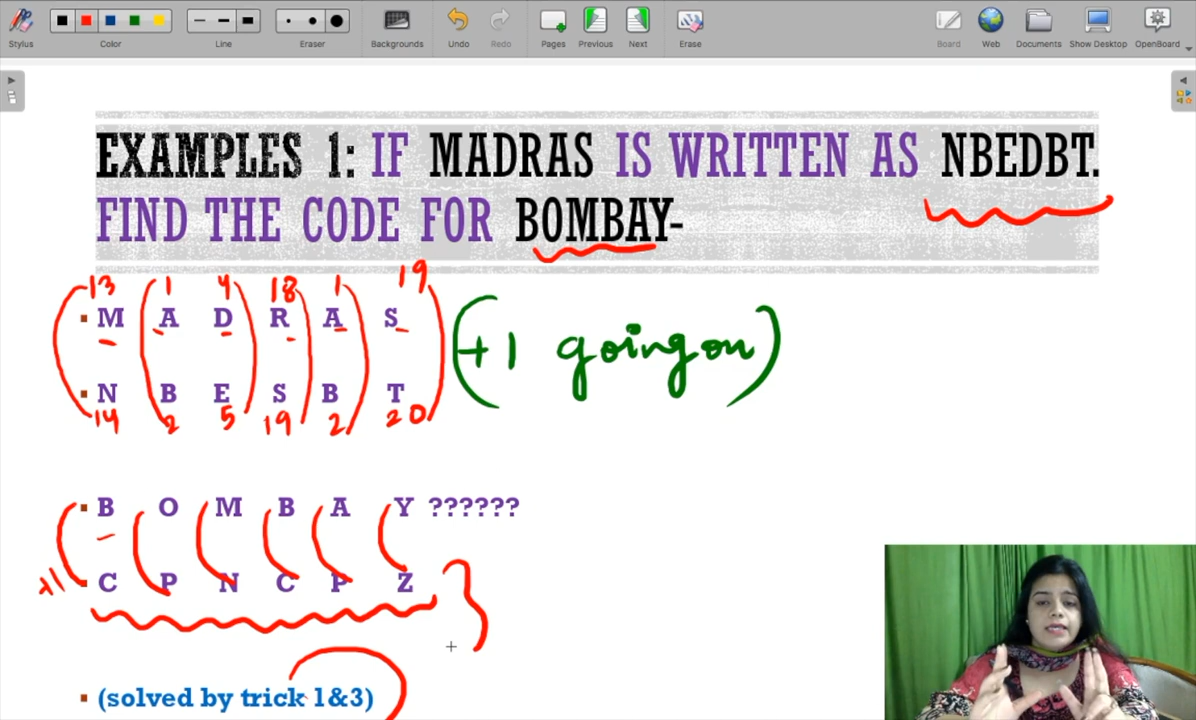 Stylus
Color
Line
Eraser
Backgrounds
Undo
Redo
Pages
Previous
Next
Erase
Board
Web
Documents
Show Desktop
OpenBoard
EXAMPLES 1: IF MADRAS IS WRITTEN AS NBEDBT.
FIND THE CODE FOR BOMBAY-
13 1 4 18 1 19
M A D R A S
+1 going on
N B E S B T
14 2 5 19 2 20
B O M B A Y ??????
+1
C P N C P Z
(solved by trick 1&3)